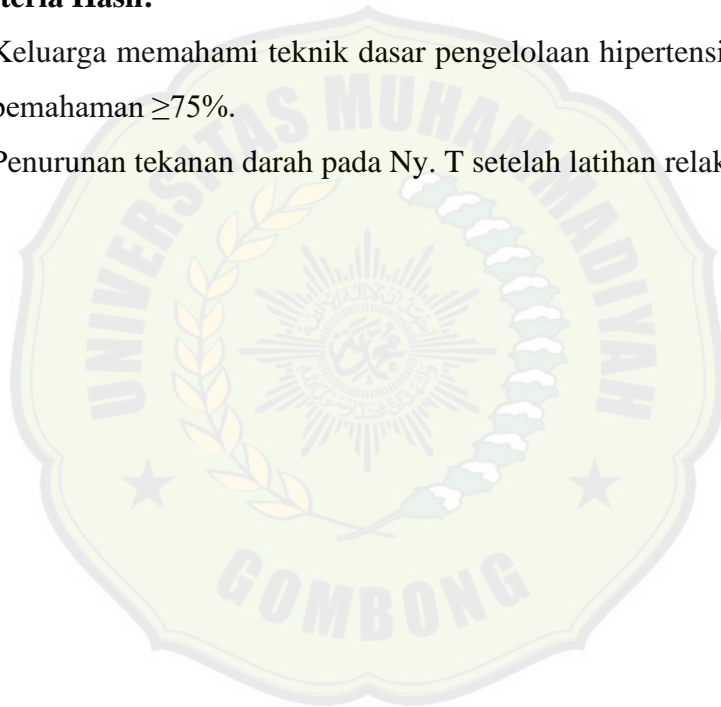 teria Hasil:
Keluarga memahami teknik dasar pengelolaan hipertensi
pemahaman ≥75%.
Penurunan tekanan darah pada Ny. T setelah latihan relak
UNIVERSITAS MUHAMMADIYAH
GOMBONG